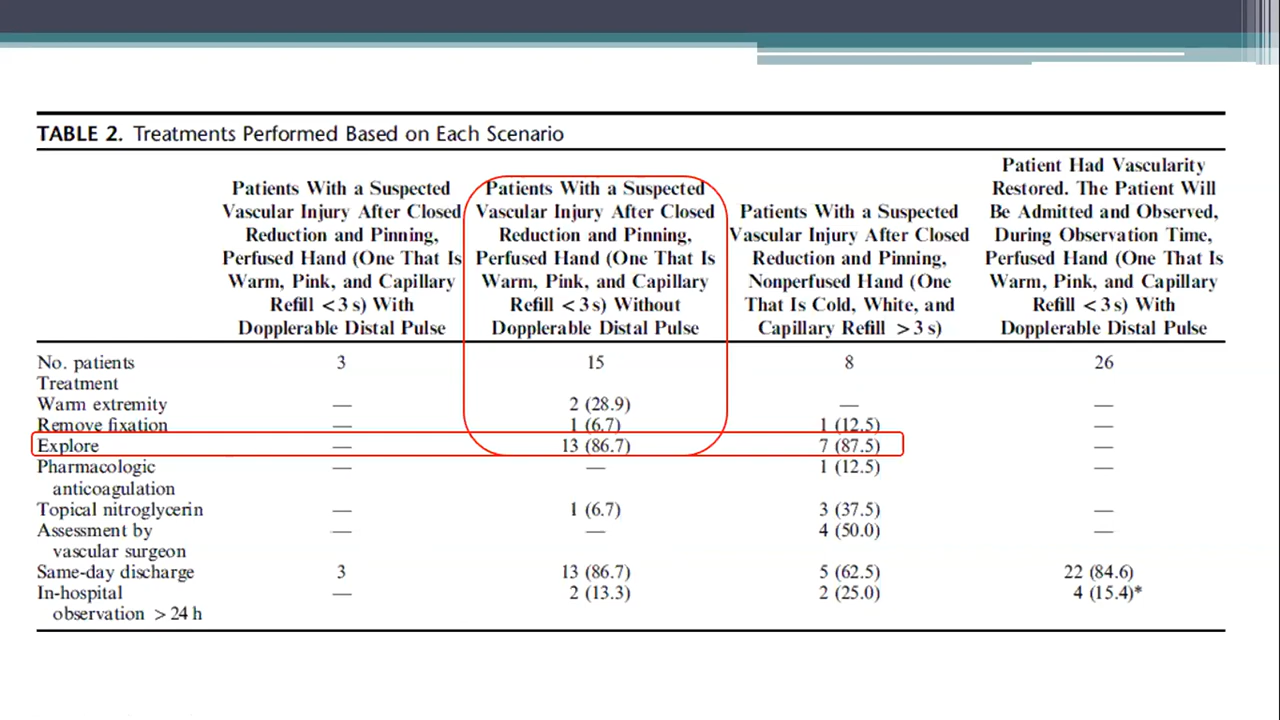 TABLE 2. Treatments Performed Based on Each Scenario
Patients With a Suspected
Vascular Injury After Closed
Reduction and Pinning,
Perfused Hand (One That Is
Warm, Pink, and Capillary
Refill <3 s) With
Dopplerable Distal Pulse
Patients With a Suspected
Vascular Injury After Closed
Reduction and Pinning,
Perfused Hand (One That Is
Warm, Pink, and Capillary
Refill <3 s) Without
Dopplerable Distal Pulse
Patients With a Suspected
Vascular Injury After Closed
Reduction and Pinning,
Nonperfused Hand (One
That Is Cold, White, and
Capillary Refill >3 s)
Patient Had Vascularity
Restored. The Patient Will
Be Admitted and Observed,
During Observation Time,
Perfused Hand (One That Is
Warm, Pink, and Capillary
Refill <3 s) With
Dopplerable Distal Pulse
No. patients 3 15 8 26
Treatment
Warm extremity — 2 (28.9) — —
Remove fixation — 1 (6.7) 1 (12.5) —
Explore — 13 (86.7) 7 (87.5) —
Pharmacologic — — 1 (12.5) —
anticoagulation
Topical nitroglycerin — 1 (6.7) 3 (37.5) —
Assessment by — — 4 (50.0) —
vascular surgeon
Same-day discharge 3 13 (86.7) 5 (62.5) 22 (84.6)
In-hospital — 2 (13.3) 2 (25.0) 4 (15.4)*
observation >24 h